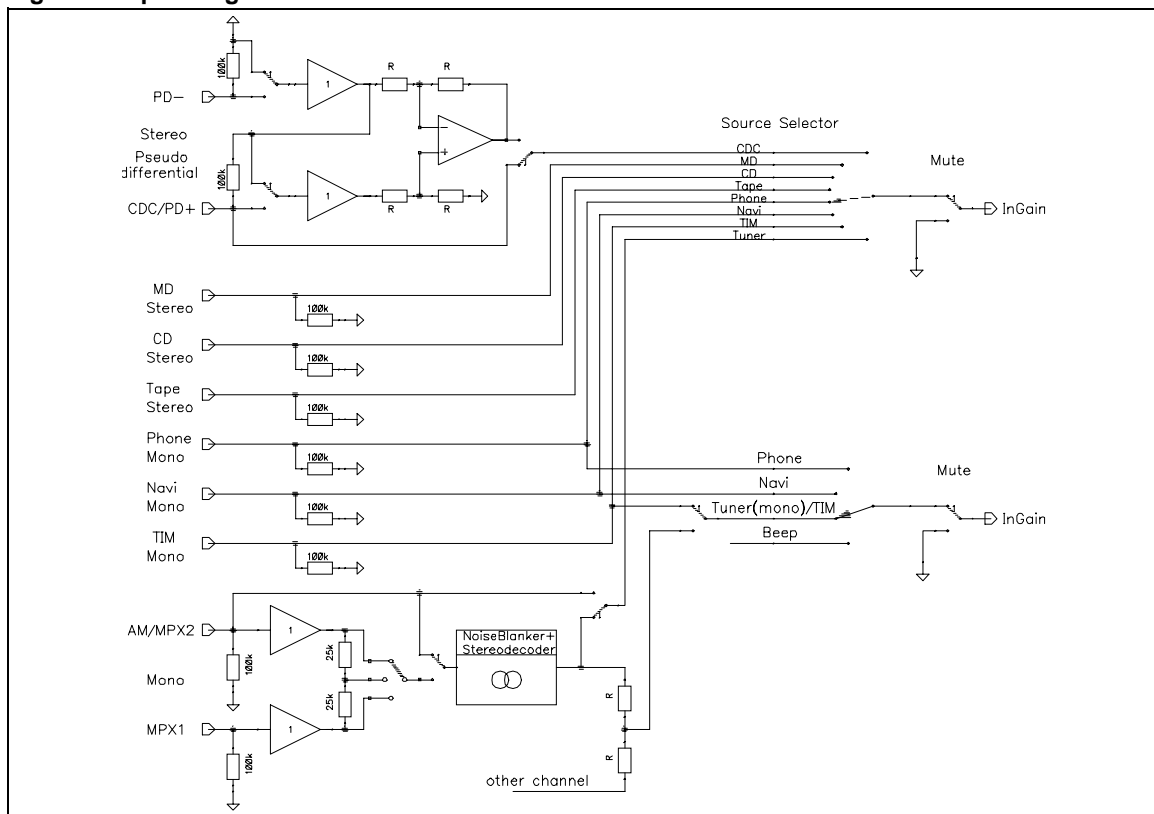 100k
PD-
1
R
R
Stereo
Pseudo
differential
100k
CDC/PD+
1
R
R
-
+
Source Selector
CDC
MD
CD
Tape
Phone
Navi
TIM
Tuner
Mute
InGain
MD
Stereo
100k
CD
Stereo
100k
Tape
Stereo
100k
Phone
Mono
100k
Navi
Mono
100k
TIM
Mono
100k
Phone
Navi
Tuner(mono)/TIM
Beep
Mute
InGain
AM/MPX2
1
100k
25k
Mono
25k
MPX1
1
100k
NoiseBlanker+
Stereodecoder
R
R
other channel